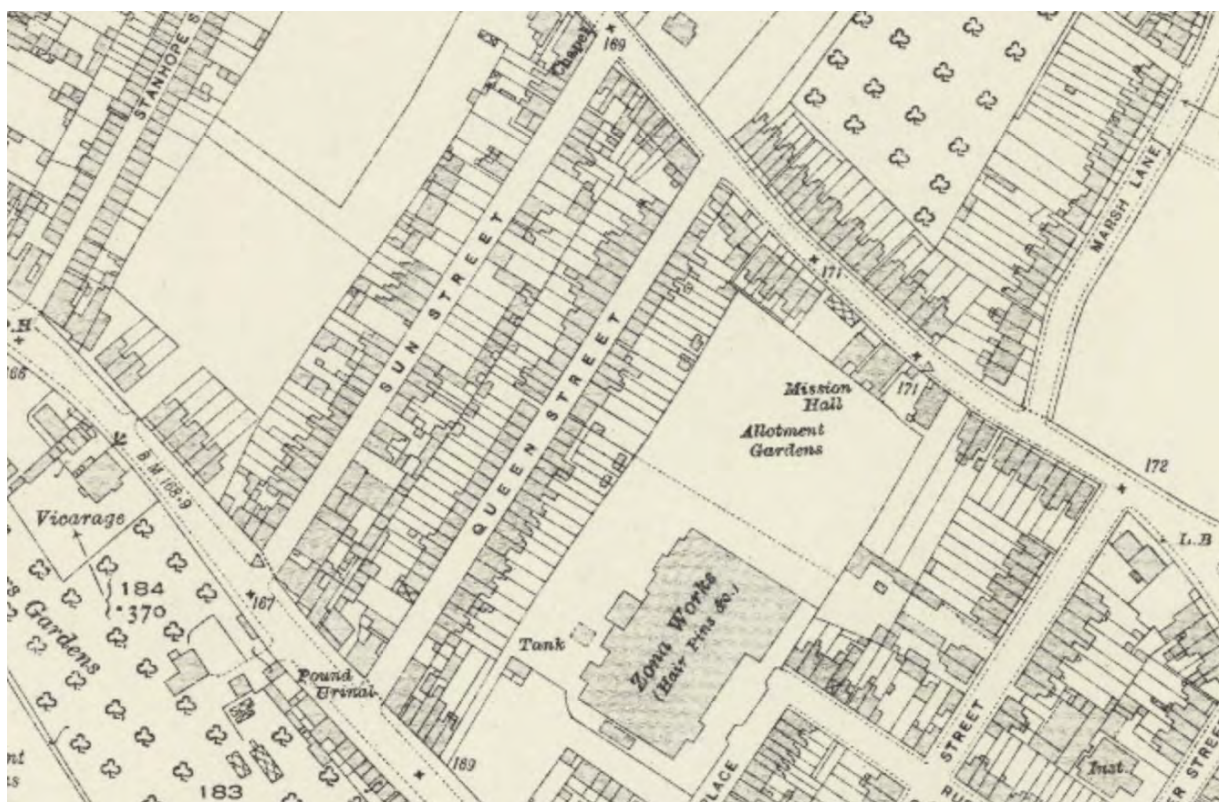 STANHOPE S
Chapel
169
MARSH LANE
SUN STREET
171
.H
Mission
Hall
171
Allotment
Gardens
QUEEN STREET
172
B.M.168·9
Vicarage
L.B
184
·370
167
s Gardens
Zona Works
(Hair Pins &c.)
Tank
Pound
Urinal
STREET
169
PLACE
Inst.
183
R STREET